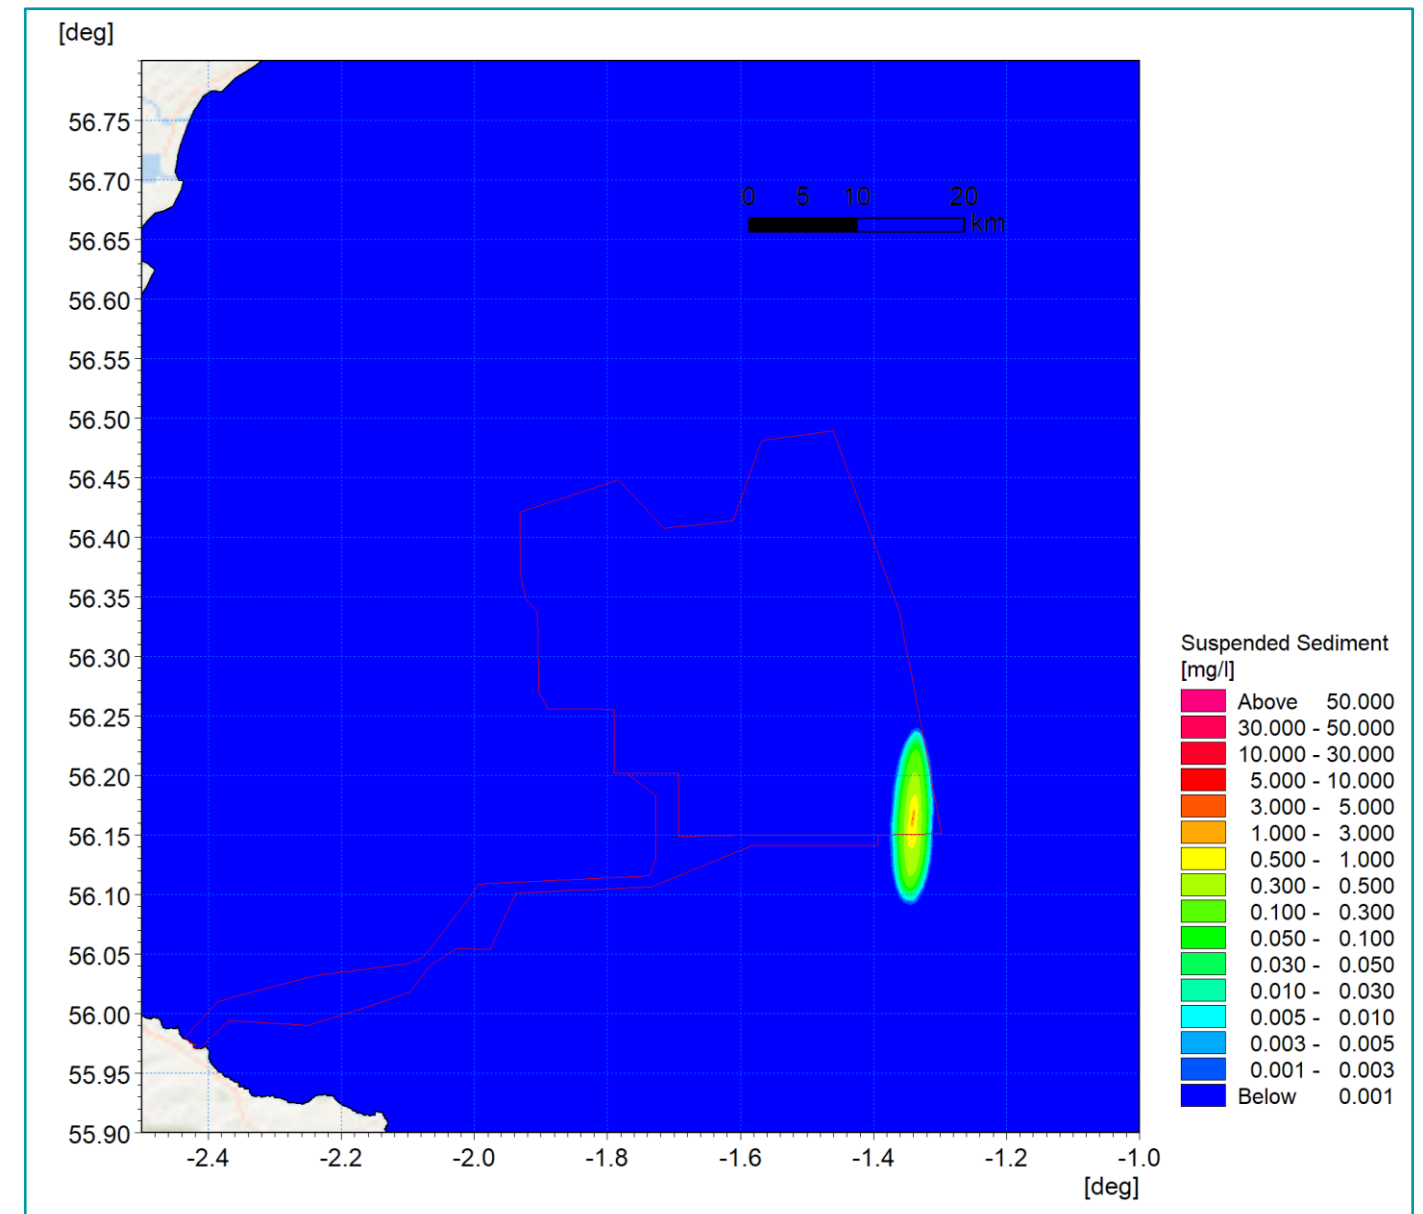 [deg]
56.75
56.70
56.65
56.60
56.55
56.50
56.45
56.40
56.35
56.30
56.25
56.20
56.15
56.10
56.05
56.00
55.95
55.90
0 5 10 20
km
-2.4 -2.2 -2.0 -1.8 -1.6 -1.4 -1.2 -1.0
[deg]
Suspended Sediment
[mg/l]
Above 50.000
30.000 - 50.000
10.000 - 30.000
5.000 - 10.000
3.000 - 5.000
1.000 - 3.000
0.500 - 1.000
0.300 - 0.500
0.100 - 0.300
0.050 - 0.100
0.030 - 0.050
0.010 - 0.030
0.005 - 0.010
0.003 - 0.005
0.001 - 0.003
Below 0.001